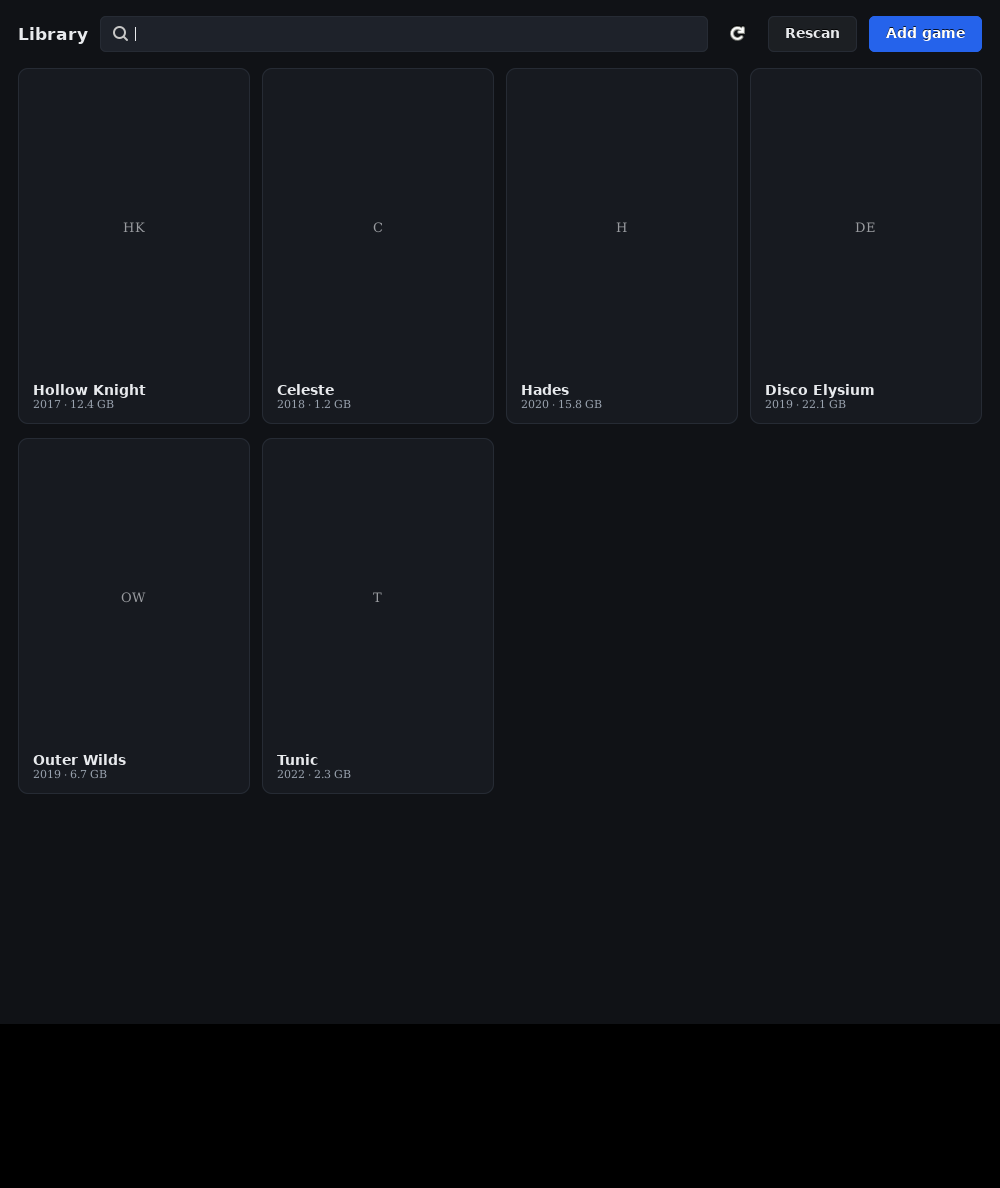 Library
Rescan
Add game
HK
Hollow Knight
2017 · 12.4 GB
C
Celeste
2018 · 1.2 GB
H
Hades
2020 · 15.8 GB
DE
Disco Elysium
2019 · 22.1 GB
OW
Outer Wilds
2019 · 6.7 GB
T
Tunic
2022 · 2.3 GB